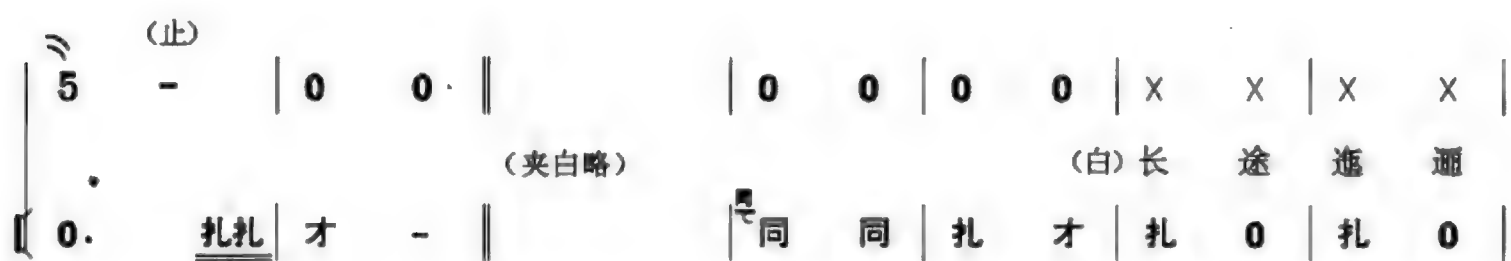 （止）
5 - | 0 0 · ‖ | 0 0 | 0 0 | X X | X X |
（夹白略） （白）长 途 迤 逦
0. 扎扎 | 才 - ‖ | 同 同 | 扎 才 | 扎 0 | 扎 0 |